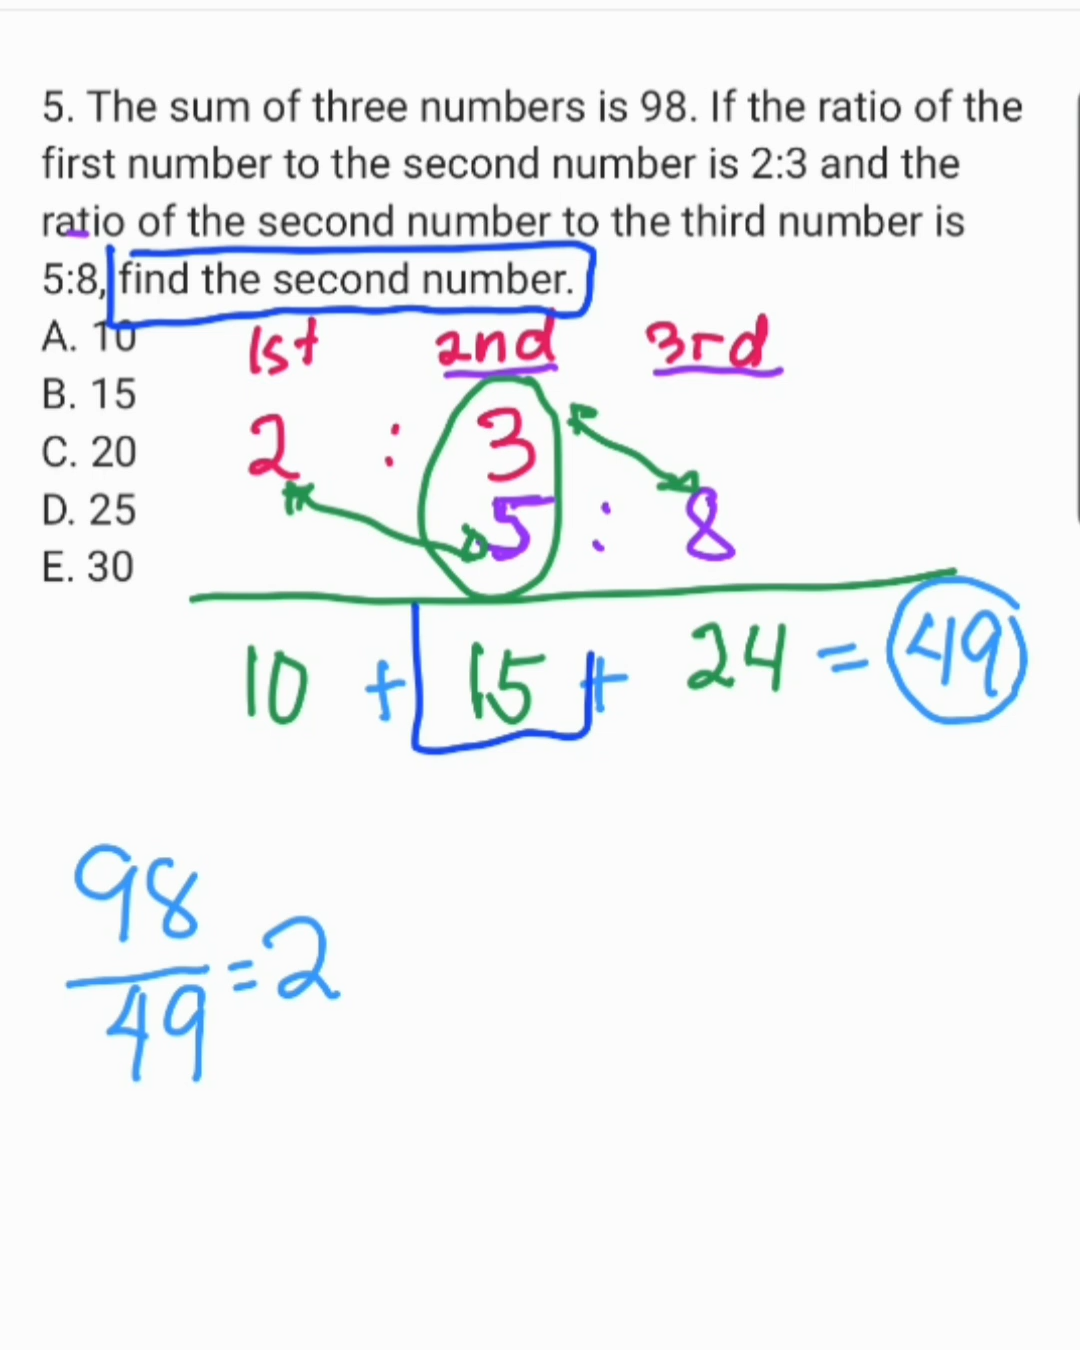 5. The sum of three numbers is 98. If the ratio of the
first number to the second number is 2:3 and the
ratio of the second number to the third number is
5:8, find the second number.
A. 10
B. 15
C. 20
D. 25
E. 30
1st 2nd 3rd
2 : 3
5 : 8
10 + 15 + 24 = 49
98
49 = 2